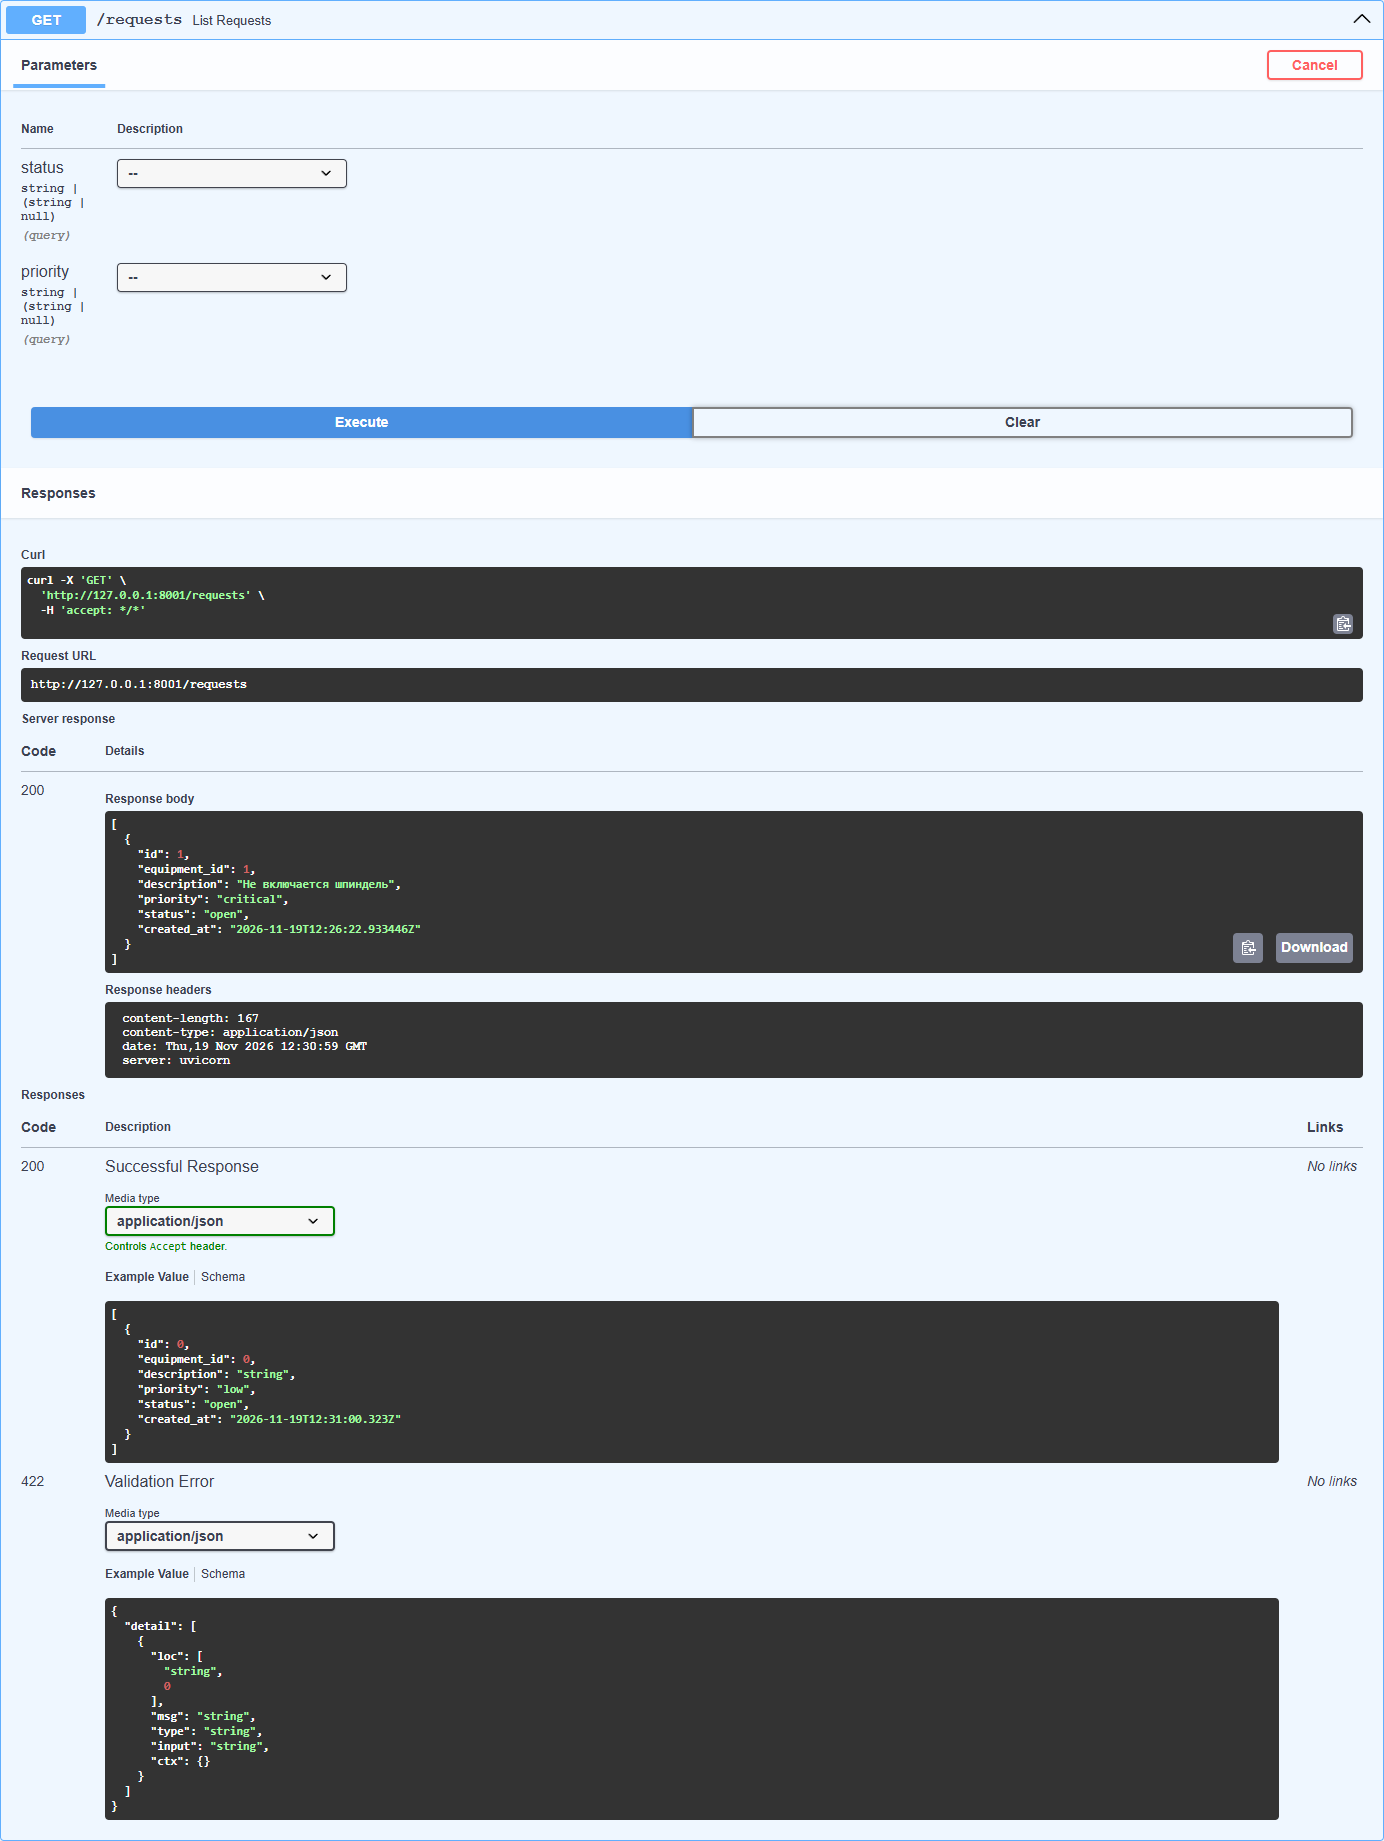 GET /requests List Requests
Parameters
Cancel
Name Description
status
string |
(string |
null)
(query)
--
priority
string |
(string |
null)
(query)
--
Execute
Clear
Responses
Curl
curl -X 'GET' \
  'http://127.0.0.1:8001/requests' \
  -H 'accept: */*'
Request URL
http://127.0.0.1:8001/requests
Server response
Code Details
200
Response body
[
  {
    "id": 1,
    "equipment_id": 1,
    "description": "Не включается шпиндель",
    "priority": "critical",
    "status": "open",
    "created_at": "2026-11-19T12:26:22.933446Z"
  }
]
Download
Response headers
content-length: 167
content-type: application/json
date: Thu,19 Nov 2026 12:30:59 GMT
server: uvicorn
Responses
Code Description Links
200 Successful Response No links
Media type
application/json
Controls Accept header.
Example Value Schema
[
  {
    "id": 0,
    "equipment_id": 0,
    "description": "string",
    "priority": "low",
    "status": "open",
    "created_at": "2026-11-19T12:31:00.323Z"
  }
]
422 Validation Error No links
Media type
application/json
Example Value Schema
{
  "detail": [
    {
      "loc": [
        "string",
        0
      ],
      "msg": "string",
      "type": "string",
      "input": "string",
      "ctx": {}
    }
  ]
}